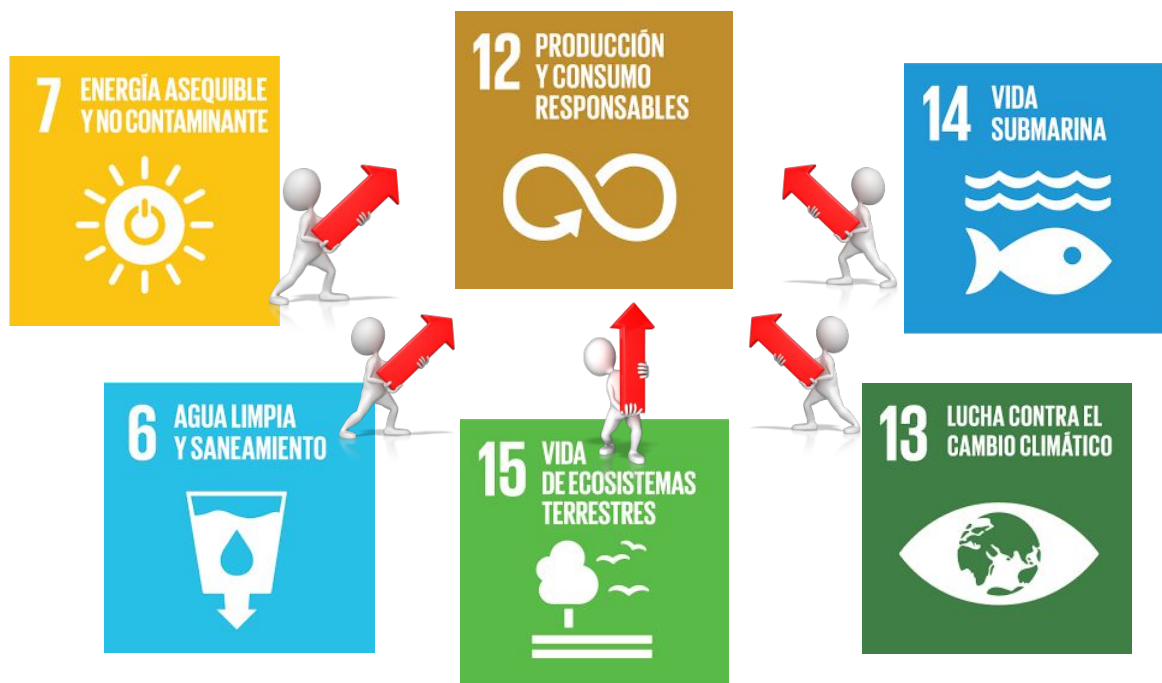 7 ENERGÍA ASEQUIBLE
Y NO CONTAMINANTE
12 PRODUCCIÓN
Y CONSUMO
RESPONSABLES
14 VIDA
SUBMARINA
6 AGUA LIMPIA
Y SANEAMIENTO
15 VIDA
DE ECOSISTEMAS
TERRESTRES
13 LUCHA CONTRA EL
CAMBIO CLIMÁTICO